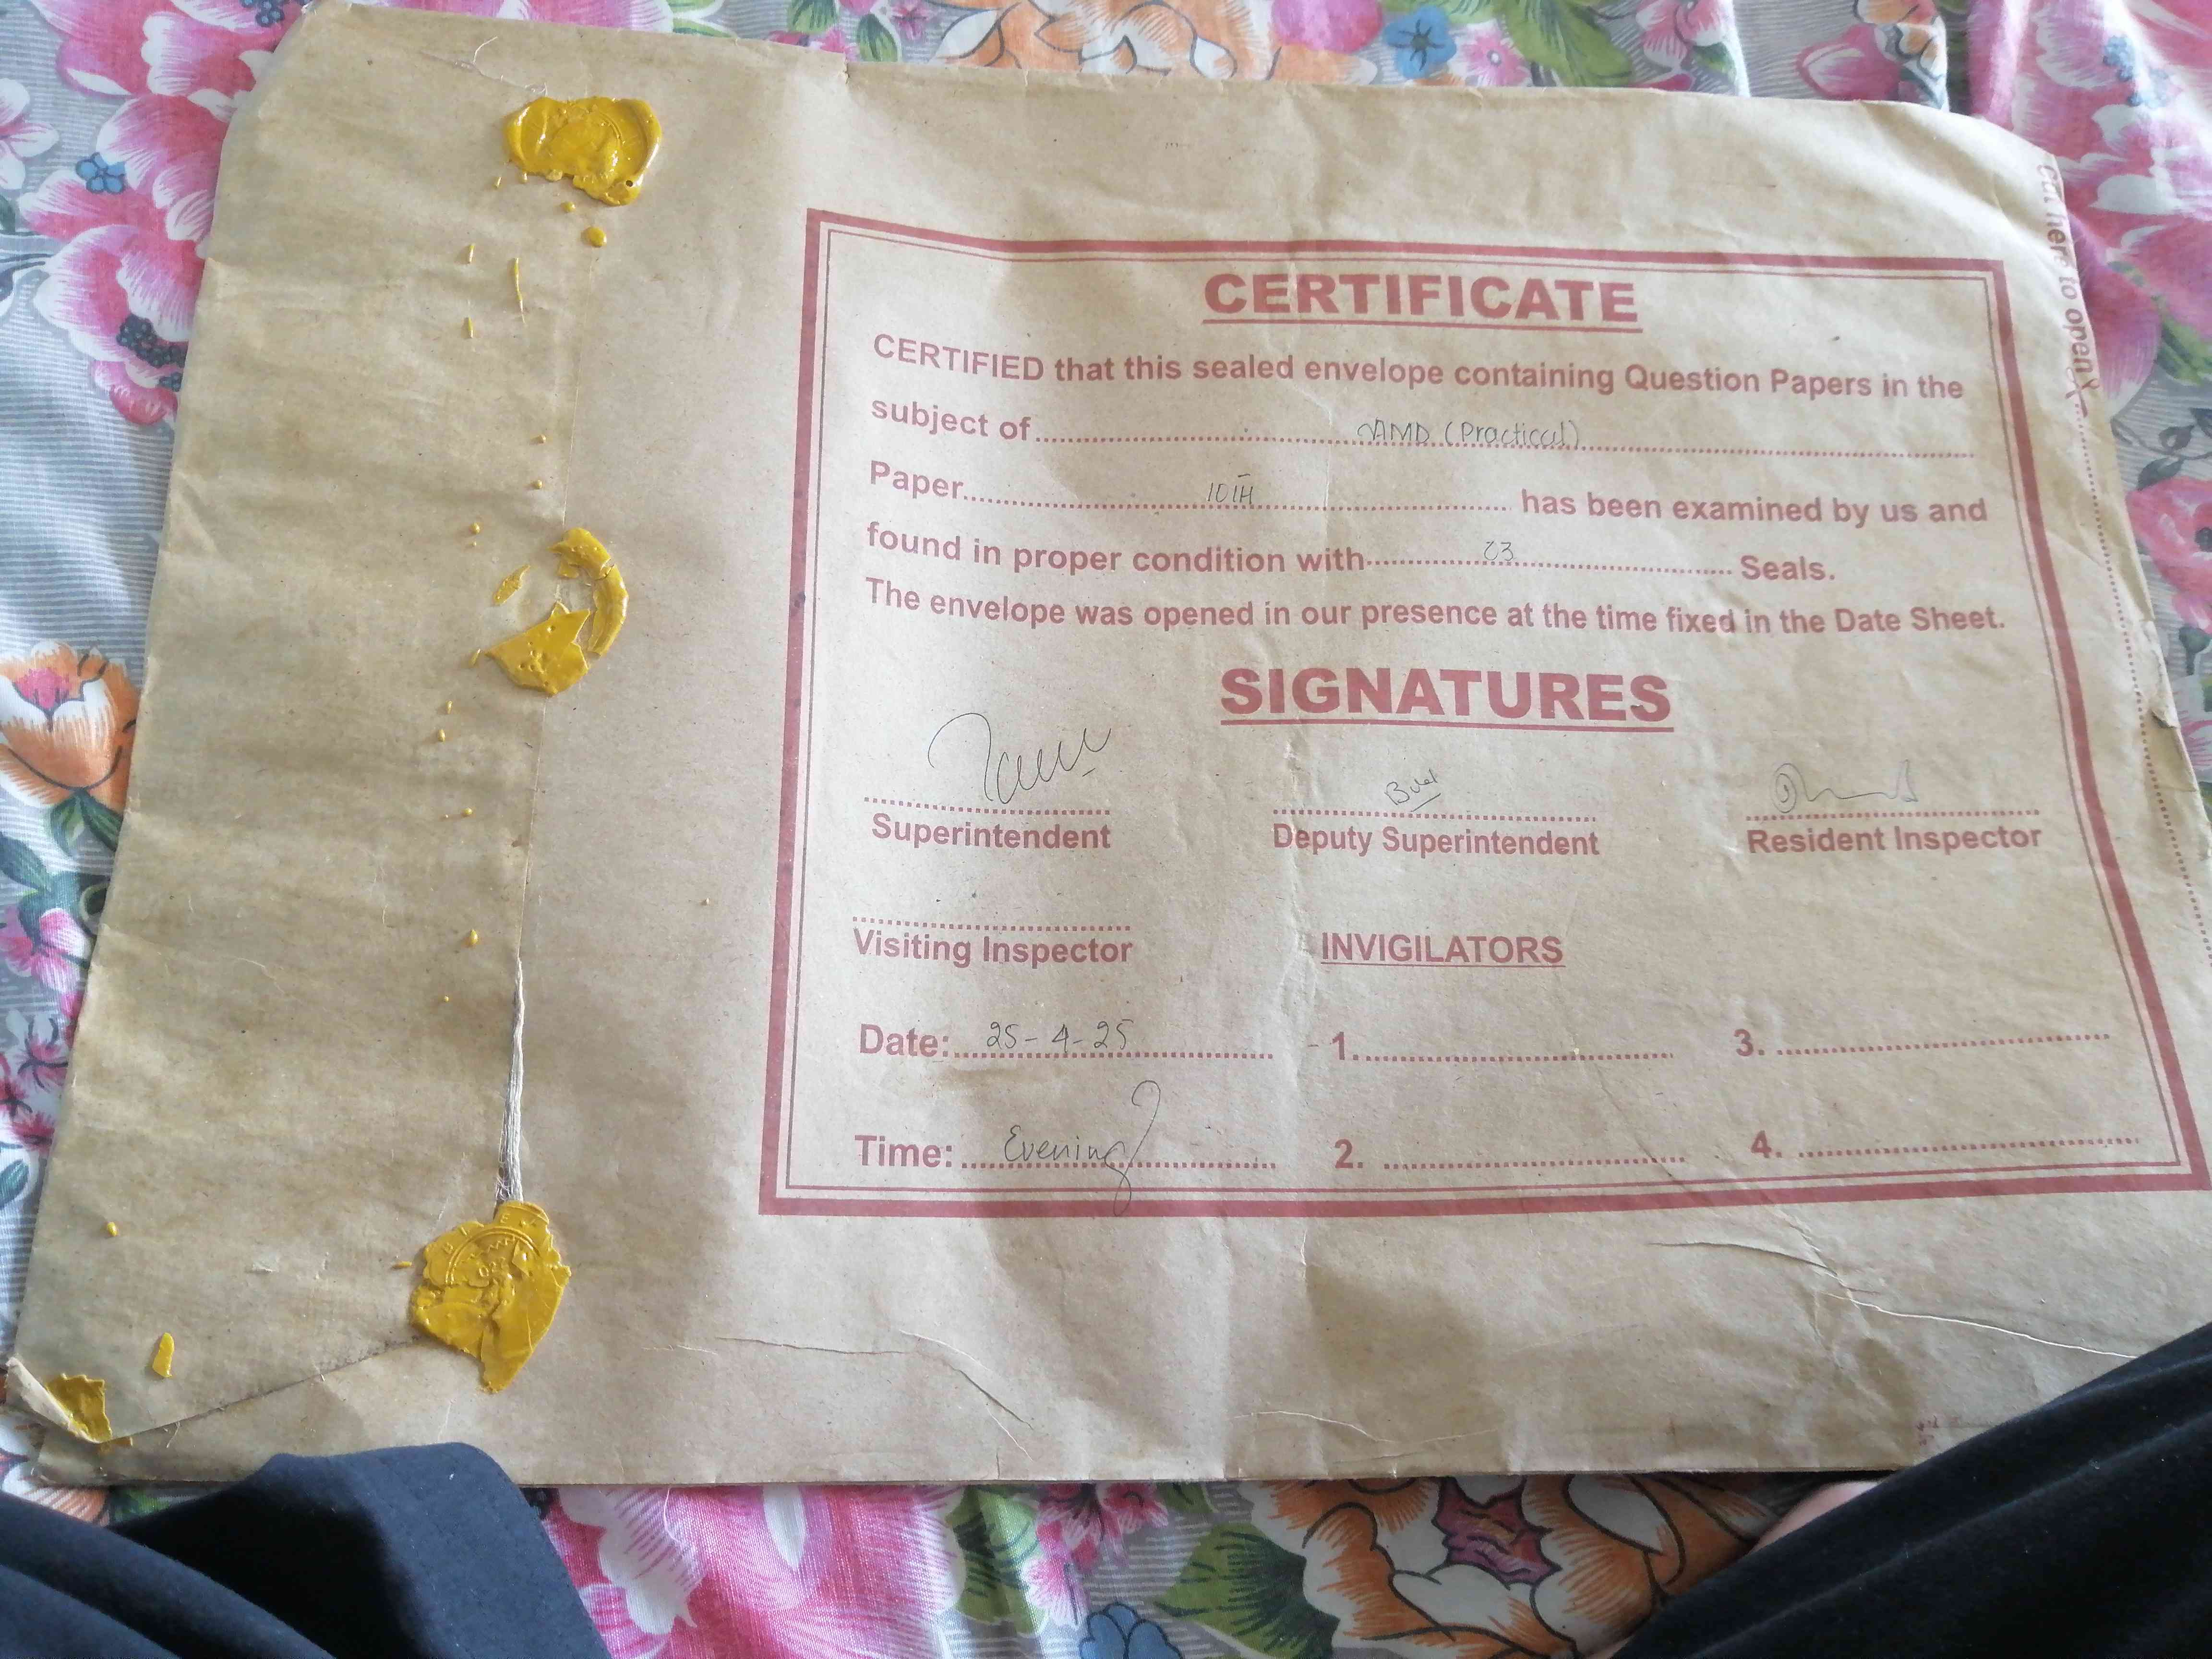 CERTIFICATE
CERTIFIED that this sealed envelope containing Question Papers in the
subject of AMD (Practical)
Paper 10TH has been examined by us and
found in proper condition with 23 Seals.
The envelope was opened in our presence at the time fixed in the Date Sheet.
SIGNATURES
Superintendent
Deputy Superintendent
Resident Inspector
Visiting Inspector
INVIGILATORS
Date: 25-4-25
1.
3.
Time: Evening
2.
4.
her to open